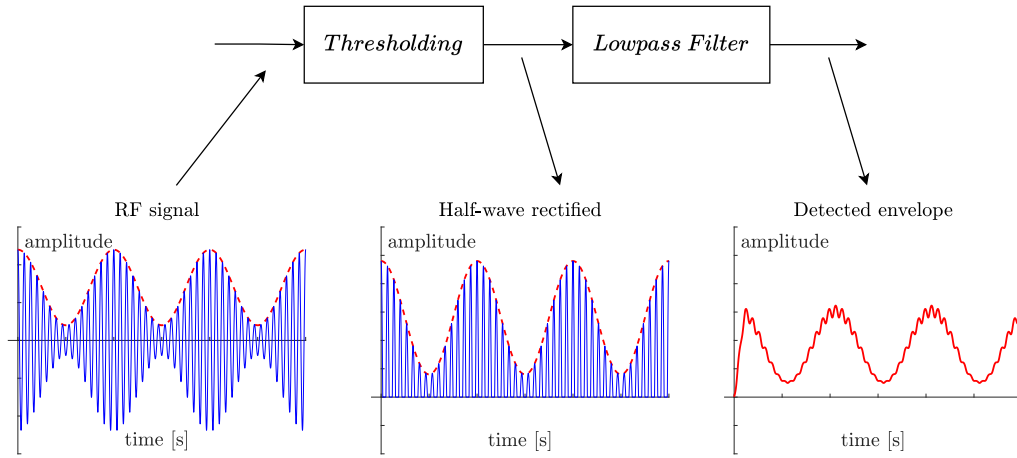 Thresholding
Lowpass Filter
RF signal
Half-wave rectified
Detected envelope
amplitude
amplitude
amplitude
time [s]
time [s]
time [s]